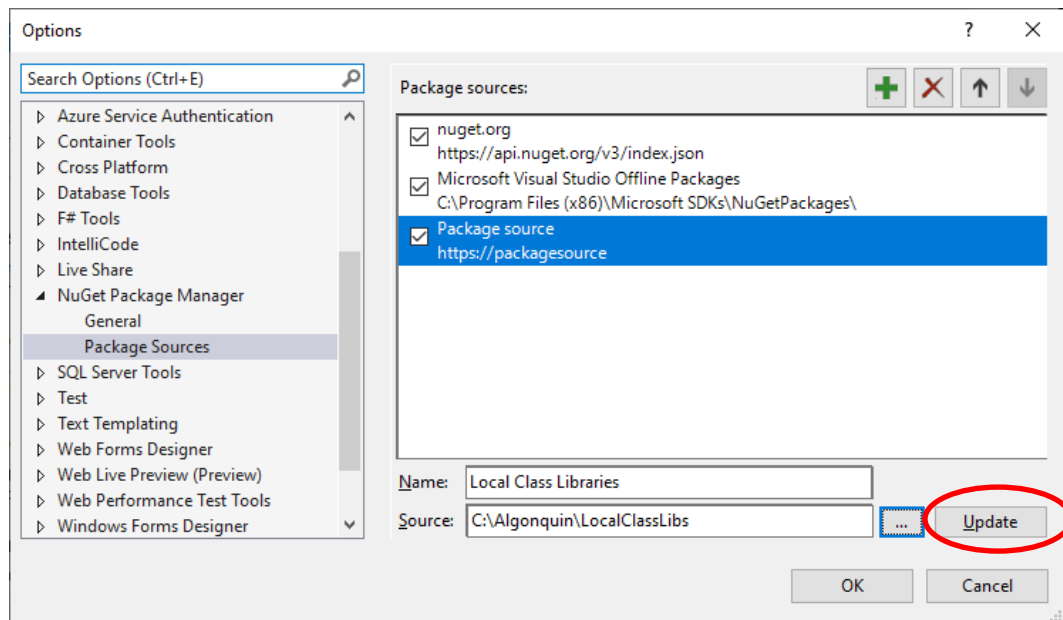 Options
?
Search Options (Ctrl+E)
Azure Service Authentication
Container Tools
Cross Platform
Database Tools
F# Tools
IntelliCode
Live Share
NuGet Package Manager
General
Package Sources
SQL Server Tools
Test
Text Templating
Web Forms Designer
Web Live Preview (Preview)
Web Performance Test Tools
Windows Forms Designer
Package sources:
nuget.org
https://api.nuget.org/v3/index.json
Microsoft Visual Studio Offline Packages
C:\Program Files (x86)\Microsoft SDKs\NuGetPackages\
Package source
https://packagesource
Name: Local Class Libraries
Source: C:\Algonquin\LocalClassLibs ... Update
OK Cancel